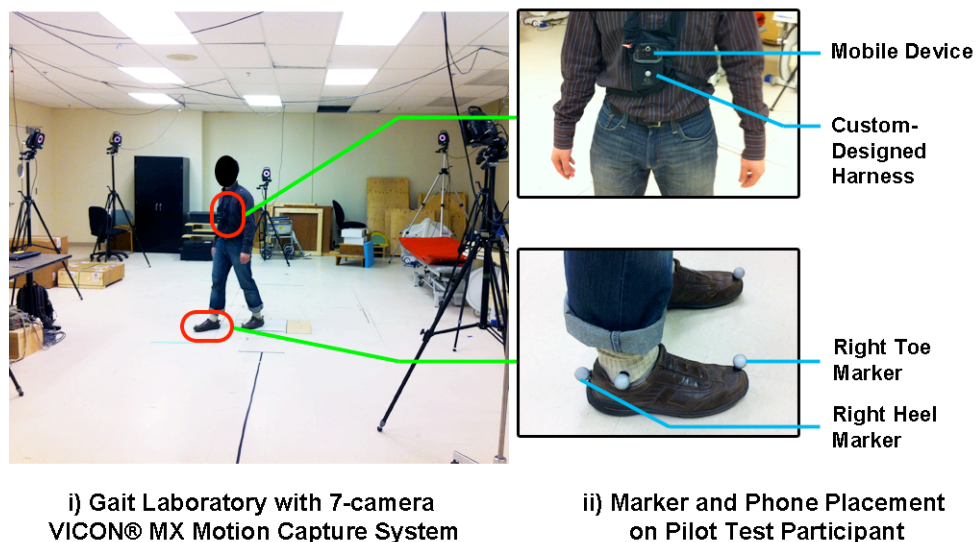 Mobile Device
Custom-
Designed
Harness
Right Toe
Marker
Right Heel
Marker
i) Gait Laboratory with 7-camera
VICON® MX Motion Capture System
ii) Marker and Phone Placement
on Pilot Test Participant